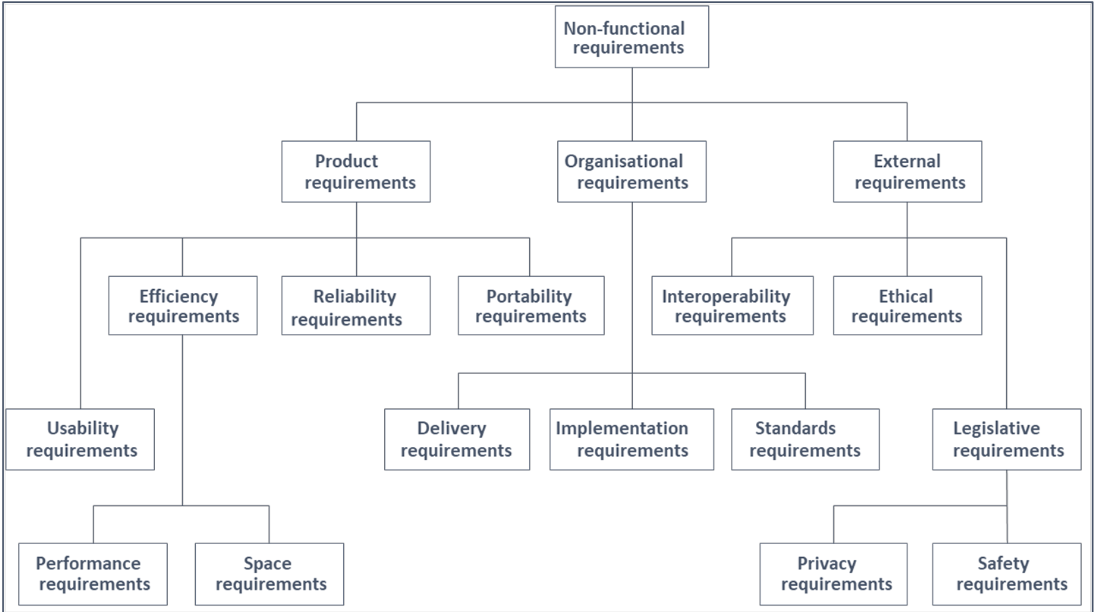 Non-functional
requirements
Product
requirements
Organisational
requirements
External
requirements
Efficiency
requirements
Reliability
requirements
Portability
requirements
Interoperability
requirements
Ethical
requirements
Usability
requirements
Delivery
requirements
Implementation
requirements
Standards
requirements
Legislative
requirements
Performance
requirements
Space
requirements
Privacy
requirements
Safety
requirements